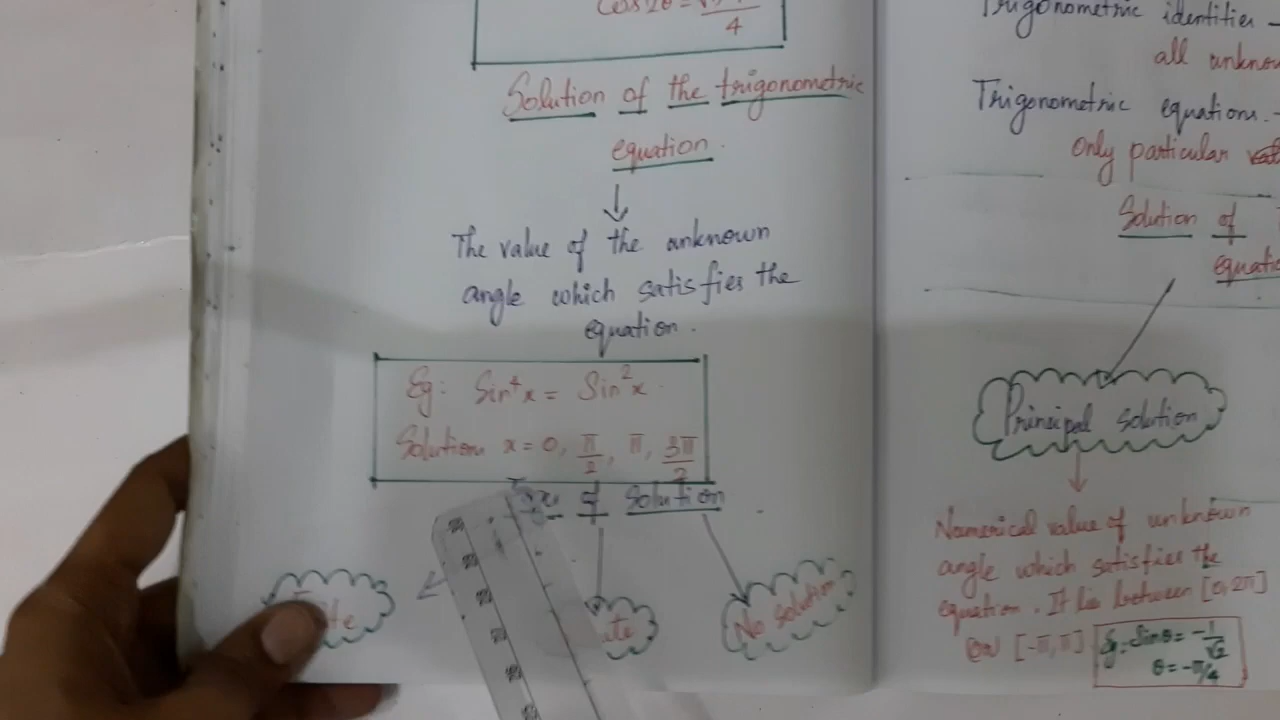 Cos 2θ =
4
Solution of the trigonometric
equation.
↓
The value of the unknown
angle which satisfies the
equation.
Eg: Sin⁴x = Sin²x
Solution x = 0, π/2, π, 3π/2
of Solution
No Solution
Trigonometric identities -
all
Trigonometric equations. -
Only particular
Solution of
Principal solution
Numerical value of unknown
angle which satisfies the
equation. It lies between [0, 2π]
[-π, π]
Eg: Sinθ = -1/√2
θ = -π/4